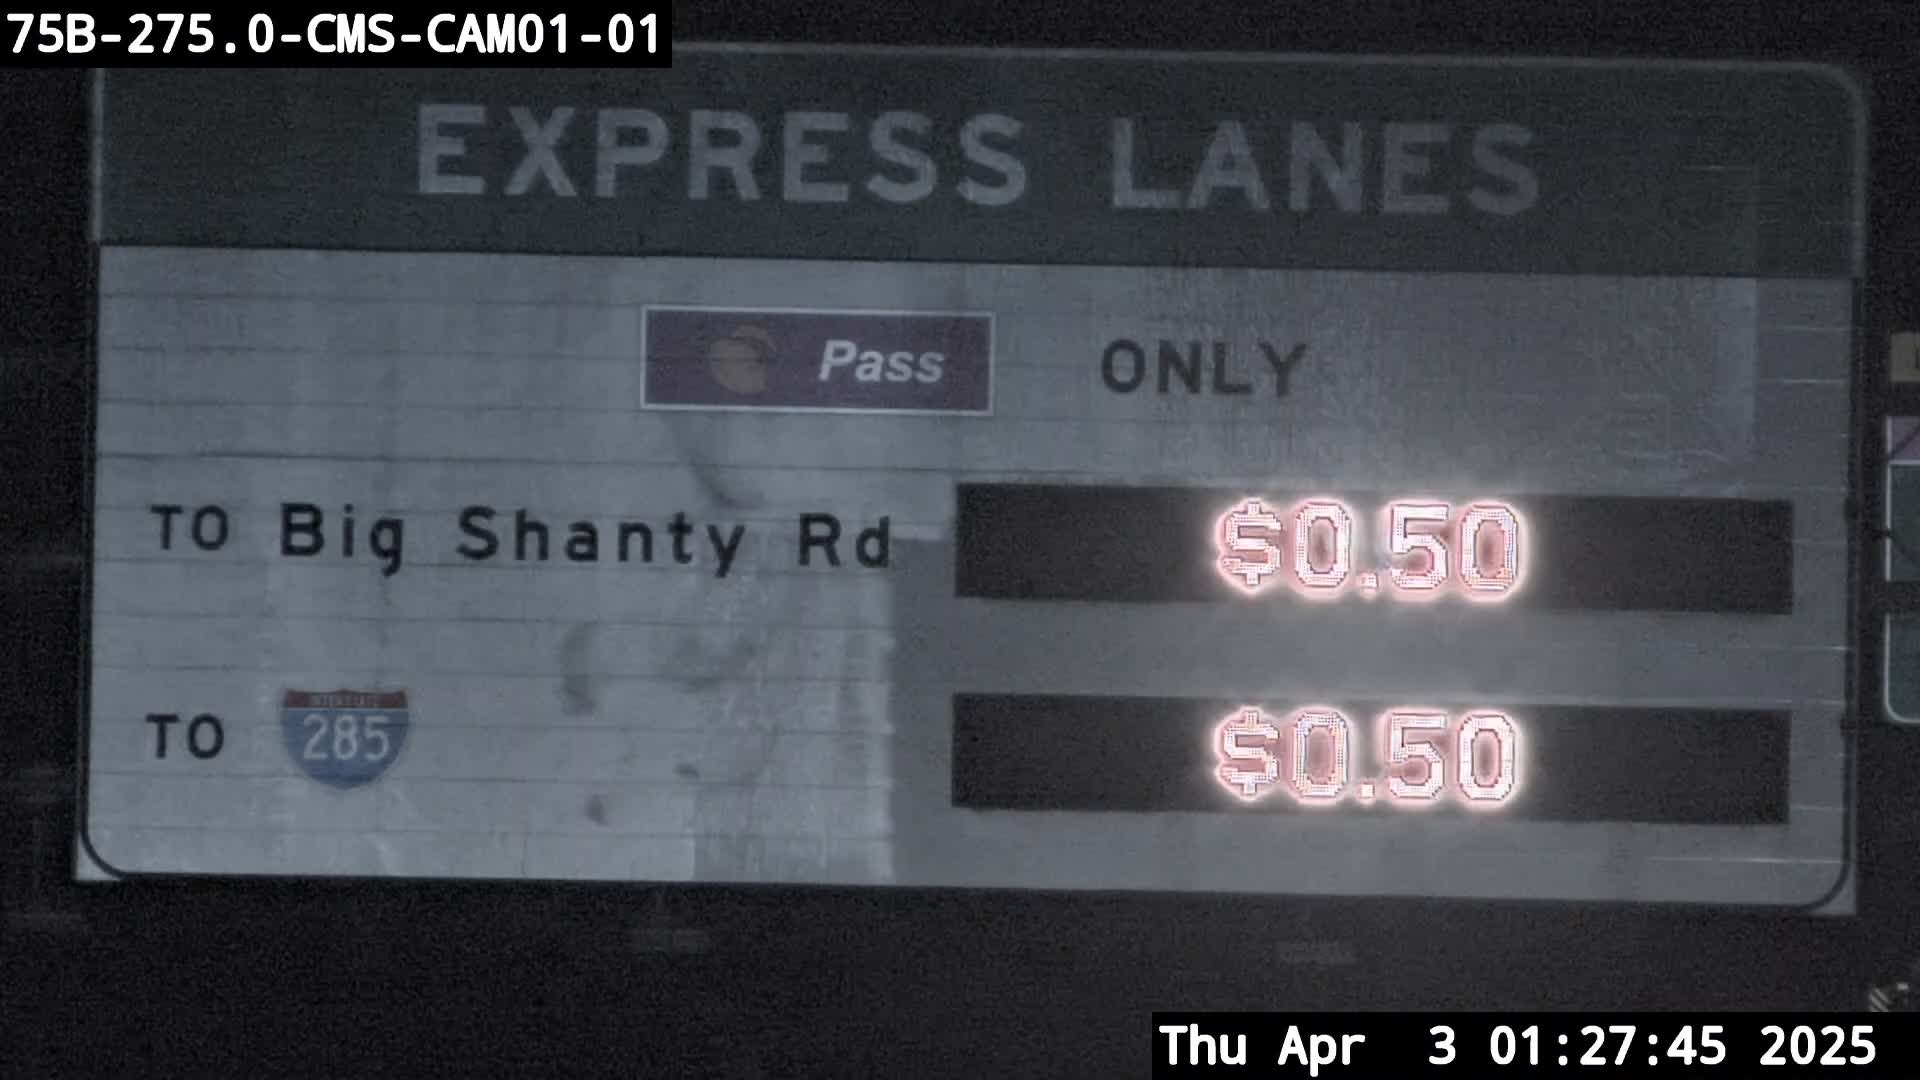 75B-275.0-CMS-CAM01-01
EXPRESS LANES
Pass ONLY
TO Big Shanty Rd $0.50
INTERSTATE
TO 285 $0.50
Thu Apr 3 01:27:45 2025